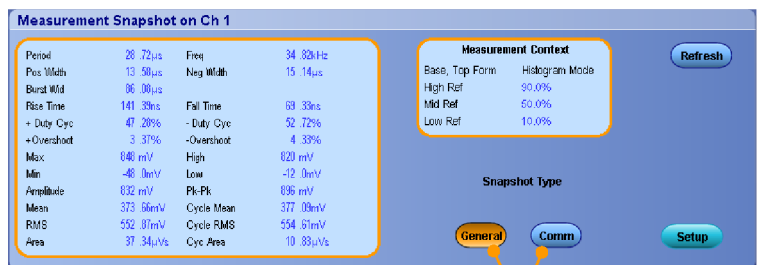 Measurement Snapshot on Ch 1
Period 28 .72µs Freq 34 .82kHz
Pos Width 13 .58µs Neg Width 15 .14µs
Burst Wid 86 .00µs
Rise Time 141 .39ns Fall Time 69 .33ns
+ Duty Cyc 47 .28% - Duty Cyc 52 .72%
+Overshoot 3 .37% -Overshoot 4 .33%
Max 848 mV High 820 mV
Min -48 .0mV Low -12 .0mV
Amplitude 832 mV Pk-Pk 896 mV
Mean 373 .66mV Cycle Mean 377 .09mV
RMS 552 .87mV Cycle RMS 554 .61mV
Area 37 .34µVs Cyc Area 10 .83µVs
Measurement Context
Base, Top Form Histogram Mode
High Ref 90.0%
Mid Ref 50.0%
Low Ref 10.0%
Refresh
Snapshot Type
General Comm
Setup